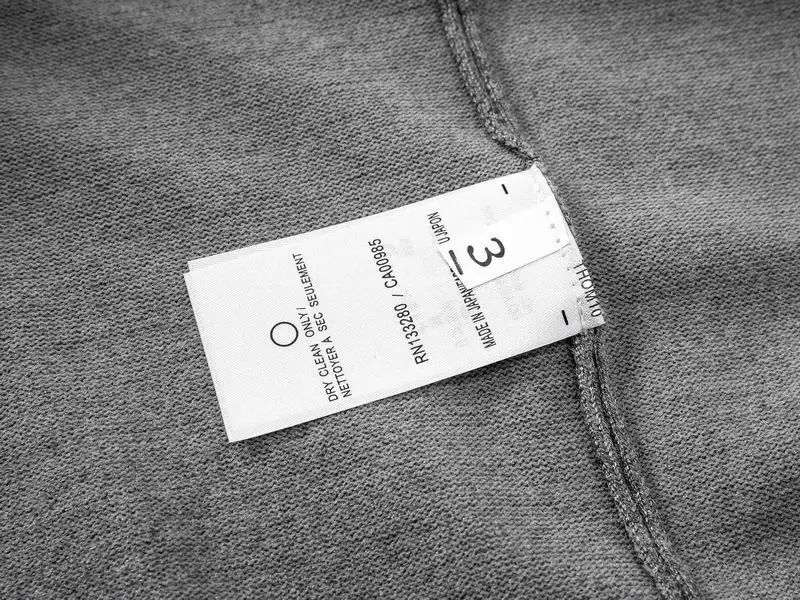 3
MADE IN JAPAN
U JAPON
RN133280 / CA00985
DRY CLEAN ONLY/
NETTOYER A SEC SEULEMENT